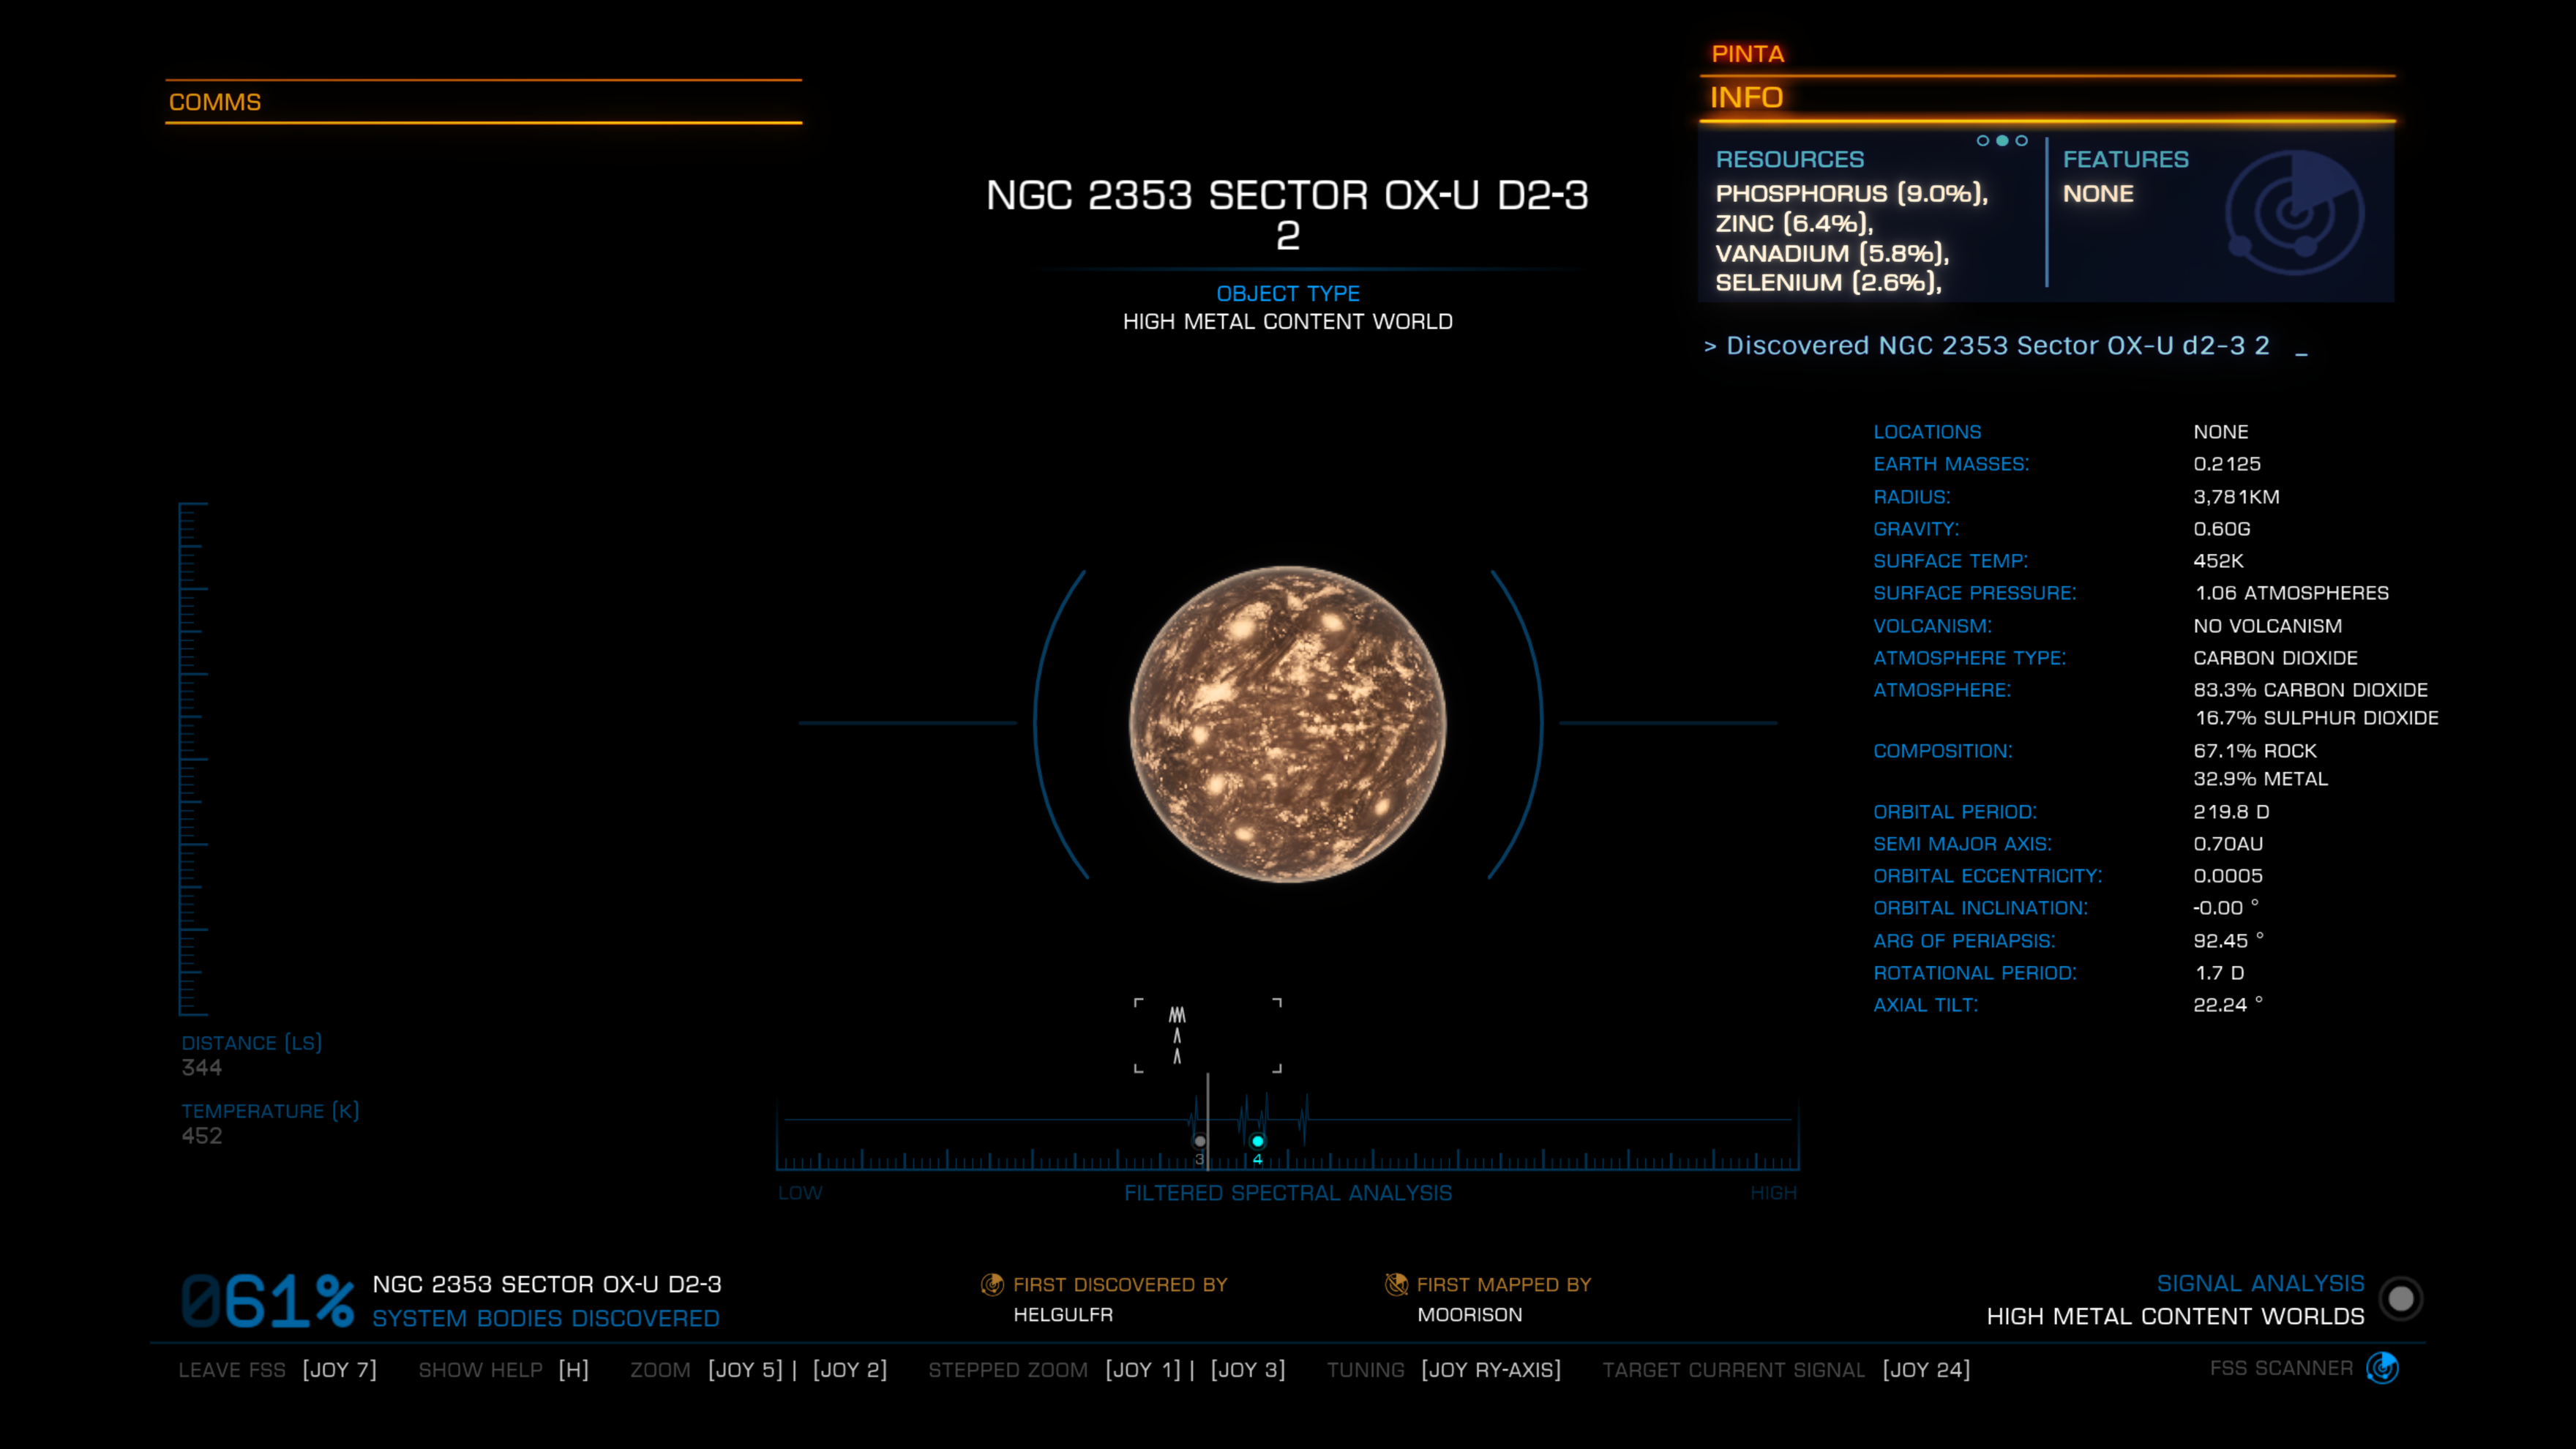 COMMS
PINTA
INFO
RESOURCES
PHOSPHORUS (9.0%),
ZINC (6.4%),
VANADIUM (5.8%),
SELENIUM (2.6%),
FEATURES
NONE
> Discovered NGC 2353 Sector OX-U d2-3 2 _
NGC 2353 SECTOR OX-U D2-3
2
OBJECT TYPE
HIGH METAL CONTENT WORLD
LOCATIONS NONE
EARTH MASSES: 0.2125
RADIUS: 3,781KM
GRAVITY: 0.60G
SURFACE TEMP: 452K
SURFACE PRESSURE: 1.06 ATMOSPHERES
VOLCANISM: NO VOLCANISM
ATMOSPHERE TYPE: CARBON DIOXIDE
ATMOSPHERE: 83.3% CARBON DIOXIDE
16.7% SULPHUR DIOXIDE
COMPOSITION: 67.1% ROCK
32.9% METAL
ORBITAL PERIOD: 219.8 D
SEMI MAJOR AXIS: 0.70AU
ORBITAL ECCENTRICITY: 0.0005
ORBITAL INCLINATION: -0.00 °
ARG OF PERIAPSIS: 92.45 °
ROTATIONAL PERIOD: 1.7 D
AXIAL TILT: 22.24 °
DISTANCE (LS)
344
TEMPERATURE (K)
452
3 4
LOW FILTERED SPECTRAL ANALYSIS HIGH
061% NGC 2353 SECTOR OX-U D2-3
SYSTEM BODIES DISCOVERED
FIRST DISCOVERED BY
HELGULFR
FIRST MAPPED BY
MOORISON
SIGNAL ANALYSIS
HIGH METAL CONTENT WORLDS
LEAVE FSS [JOY 7] SHOW HELP [H] ZOOM [JOY 5] | [JOY 2] STEPPED ZOOM [JOY 1] | [JOY 3] TUNING [JOY RY-AXIS] TARGET CURRENT SIGNAL [JOY 24] FSS SCANNER